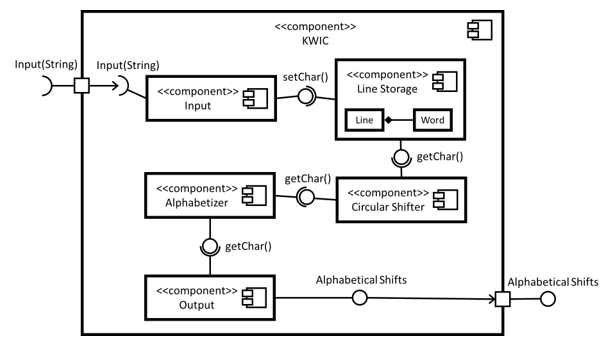 <<component>>
KWIC
Input(String)
Input(String)
<<component>>
Input
setChar()
<<component>>
Line Storage
Line
Word
getChar()
<<component>>
Alphabetizer
getChar()
<<component>>
Circular Shifter
getChar()
<<component>>
Output
Alphabetical Shifts
Alphabetical Shifts